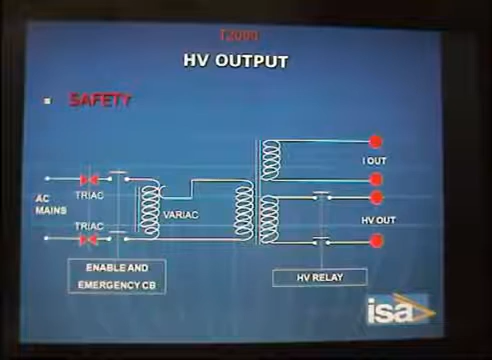 T2000
HV OUTPUT
SAFETY
I OUT
TRIAC
AC
MAINS
VARIAC
HV OUT
TRIAC
ENABLE AND
EMERGENCY CB
HV RELAY
isa